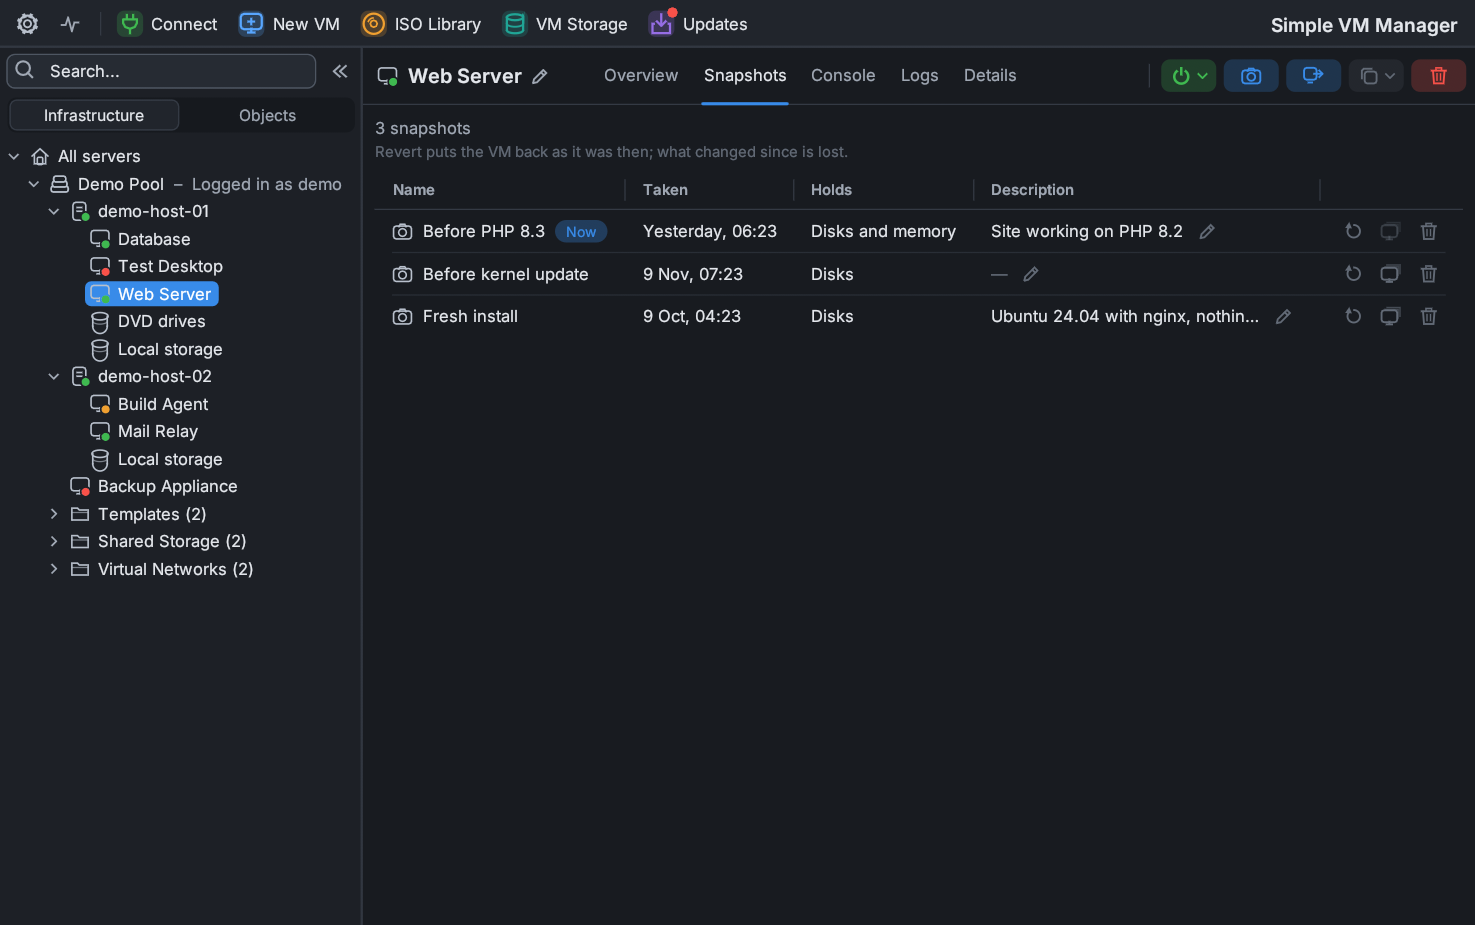 Connect
New VM
ISO Library
VM Storage
Updates
Simple VM Manager
Search...
Infrastructure
Objects
All servers
Demo Pool – Logged in as demo
demo-host-01
Database
Test Desktop
Web Server
DVD drives
Local storage
demo-host-02
Build Agent
Mail Relay
Local storage
Backup Appliance
Templates (2)
Shared Storage (2)
Virtual Networks (2)
Web Server
Overview
Snapshots
Console
Logs
Details
3 snapshots
Revert puts the VM back as it was then; what changed since is lost.
Name Taken Holds Description
Before PHP 8.3 Now Yesterday, 06:23 Disks and memory Site working on PHP 8.2
Before kernel update 9 Nov, 07:23 Disks —
Fresh install 9 Oct, 04:23 Disks Ubuntu 24.04 with nginx, nothin...